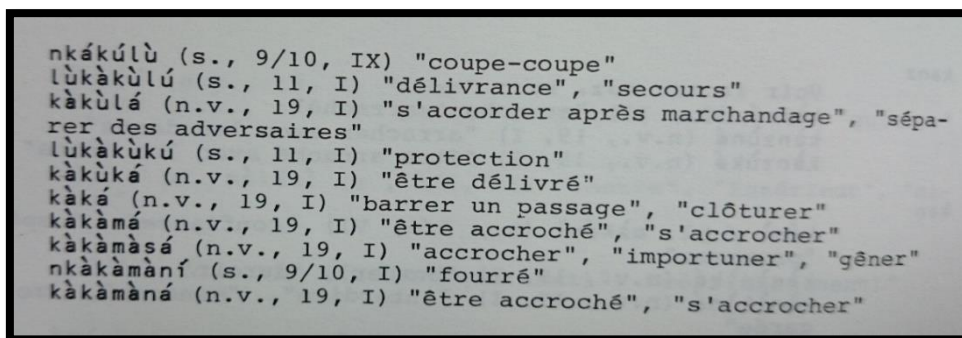 nkákúlù (s., 9/10, IX) "coupe-coupe"
lùkàkùlú (s., 11, I) "délivrance", "secours"
kàkùlá (n.v., 19, I) "s'accorder après marchandage", "sépa-
rer des adversaires"
lùkàkùkú (s., 11, I) "protection"
kàkùká (n.v., 19, I) "être délivré"
kàká (n.v., 19, I) "barrer un passage", "clôturer"
kàkàmá (n.v., 19, I) "être accroché", "s'accrocher"
kàkàmàsá (n.v., 19, I) "accrocher", "importuner", "gêner"
nkàkàmàní (s., 9/10, I) "fourré"
kàkàmàná (n.v., 19, I) "être accroché", "s'accrocher"